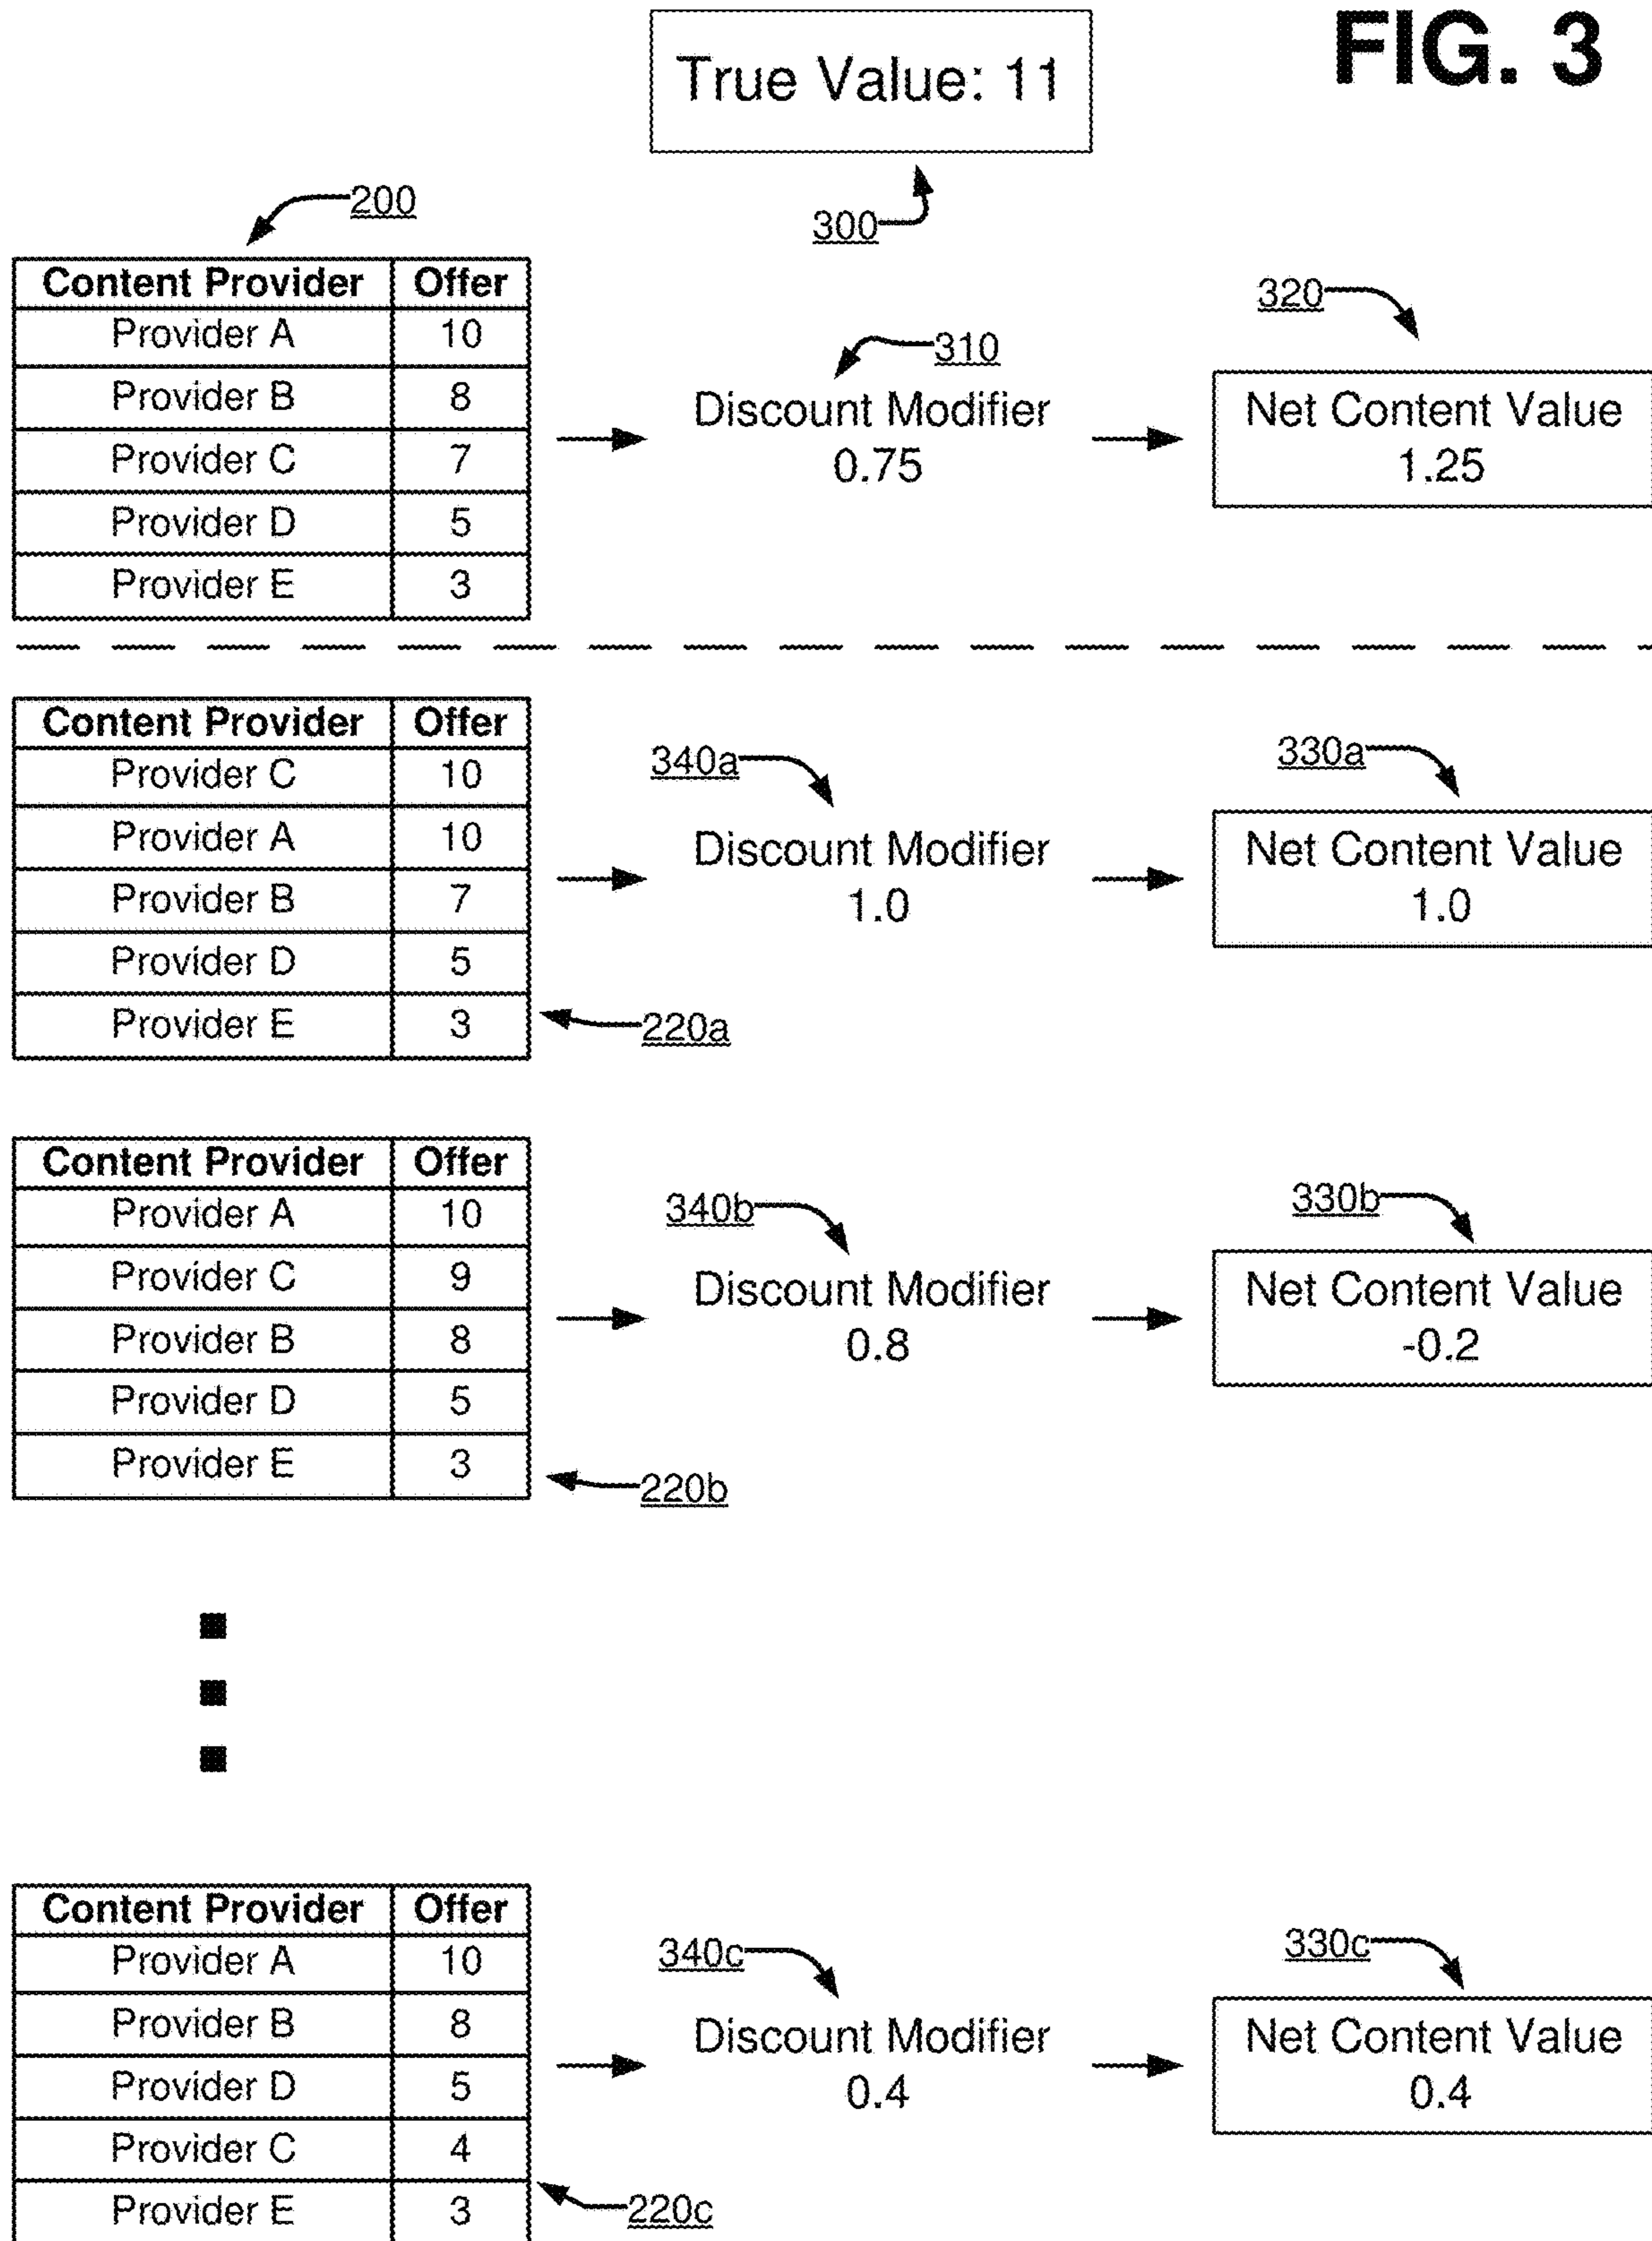 FIG. 3
True Value: 11
300
200
Content Provider Offer
Provider A 10
Provider B 8
Provider C 7
Provider D 5
Provider E 3
310
Discount Modifier
0.75
320
Net Content Value
1.25
Content Provider Offer
Provider C 10
Provider A 10
Provider B 7
Provider D 5
Provider E 3
220a
340a
Discount Modifier
1.0
330a
Net Content Value
1.0
Content Provider Offer
Provider A 10
Provider C 9
Provider B 8
Provider D 5
Provider E 3
220b
340b
Discount Modifier
0.8
330b
Net Content Value
-0.2
Content Provider Offer
Provider A 10
Provider B 8
Provider D 5
Provider C 4
Provider E 3
220c
340c
Discount Modifier
0.4
330c
Net Content Value
0.4